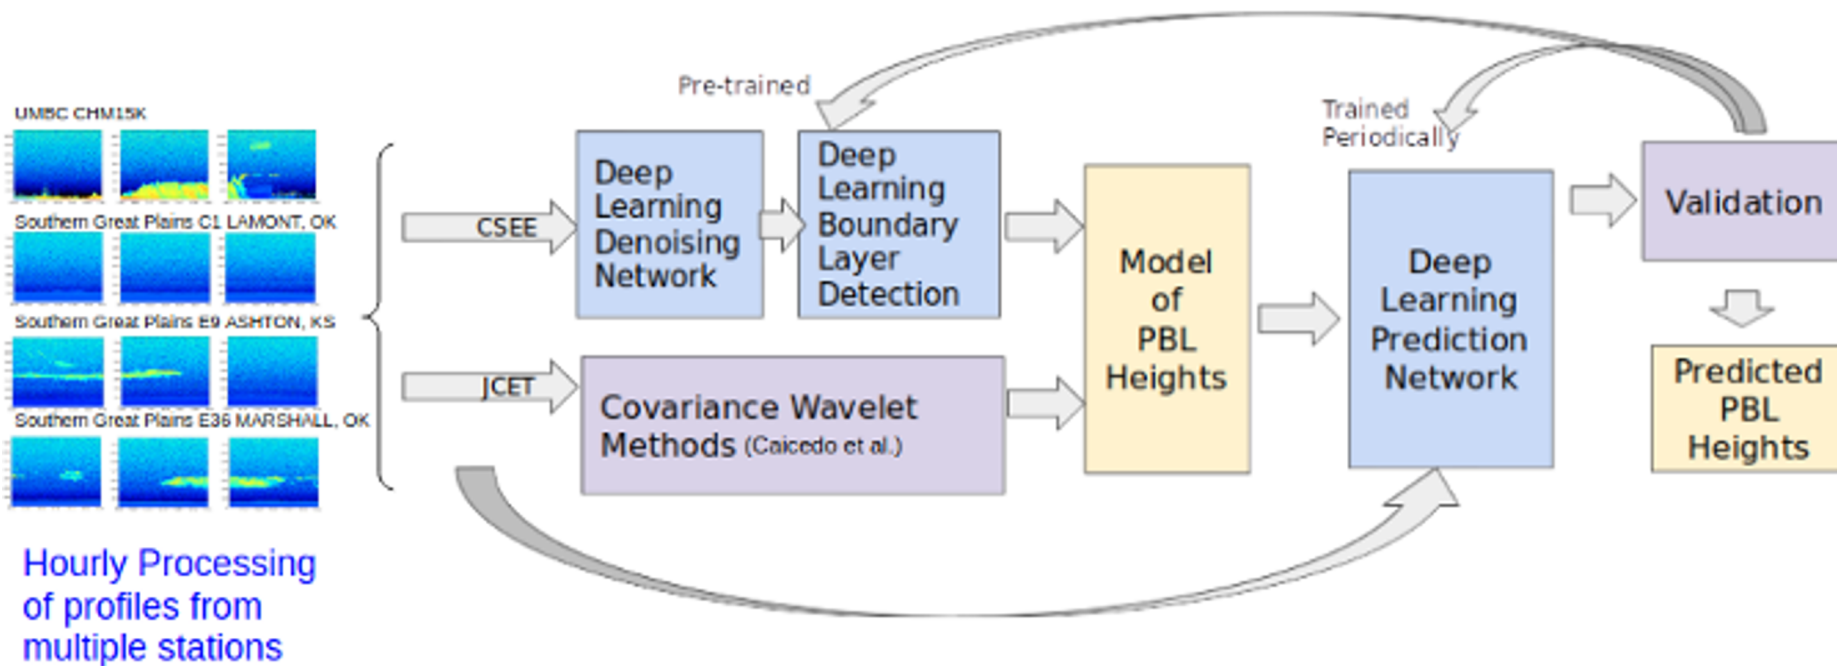 Pre-trained
Trained
Periodically
UMBC CHM15K
Southern Great Plains C1 LAMONT, OK
Southern Great Plains E9 ASHTON, KS
Southern Great Plains E36 MARSHALL, OK
Hourly Processing
of profiles from
multiple stations
CSEE
JCET
Deep
Learning
Denoising
Network
Deep
Learning
Boundary
Layer
Detection
Covariance Wavelet
Methods (Caicedo et al.)
Model
of
PBL
Heights
Deep
Learning
Prediction
Network
Validation
Predicted
PBL
Heights